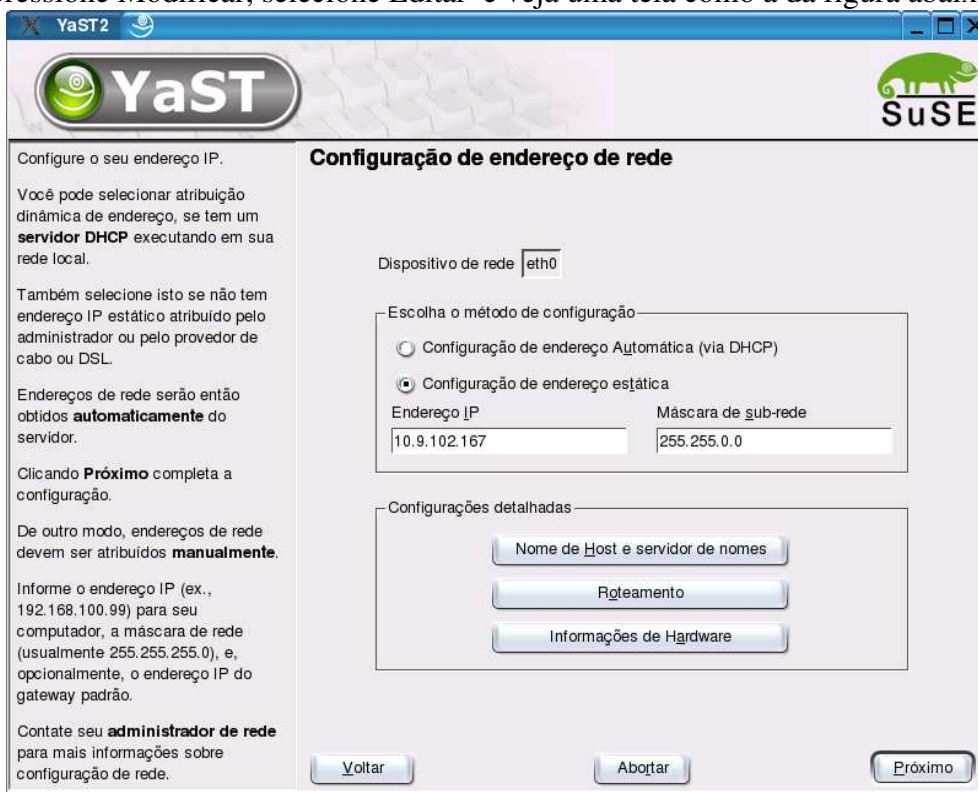 pressione Modificar, selecione Editar e veja uma tela como a da figura abaix
YaST2
YaST
SuSE
Configure o seu endereço IP.
Você pode selecionar atribuição
dinâmica de endereço, se tem um
servidor DHCP executando em sua
rede local.
Também selecione isto se não tem
endereço IP estático atribuído pelo
administrador ou pelo provedor de
cabo ou DSL.
Endereços de rede serão então
obtidos automaticamente do
servidor.
Clicando Próximo completa a
configuração.
De outro modo, endereços de rede
devem ser atribuídos manualmente.
Informe o endereço IP (ex.,
192.168.100.99) para seu
computador, a máscara de rede
(usualmente 255.255.255.0), e,
opcionalmente, o endereço IP do
gateway padrão.
Contate seu administrador de rede
para mais informações sobre
configuração de rede.
Configuração de endereço de rede
Dispositivo de rede eth0
Escolha o método de configuração
Configuração de endereço Automática (via DHCP)
Configuração de endereço estática
Endereço IP Máscara de sub-rede
10.9.102.167 255.255.0.0
Configurações detalhadas
Nome de Host e servidor de nomes
Roteamento
Informações de Hardware
Voltar Abortar Próximo